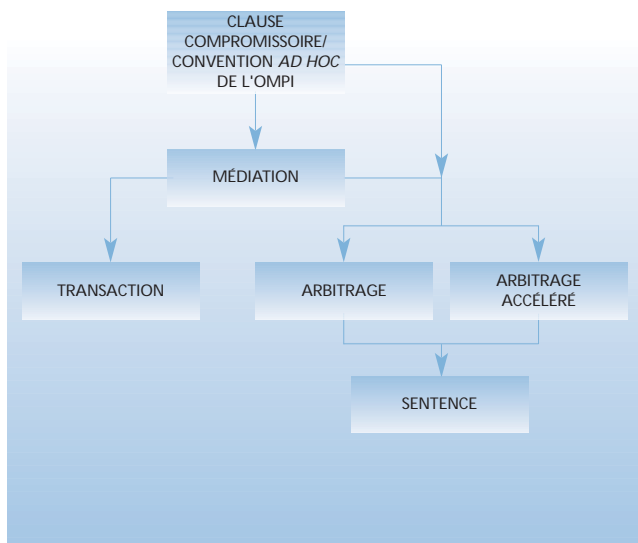 CLAUSE
COMPROMISSOIRE/
CONVENTION AD HOC
DE L'OMPI
MÉDIATION
TRANSACTION
ARBITRAGE
ARBITRAGE
ACCÉLÉRÉ
SENTENCE